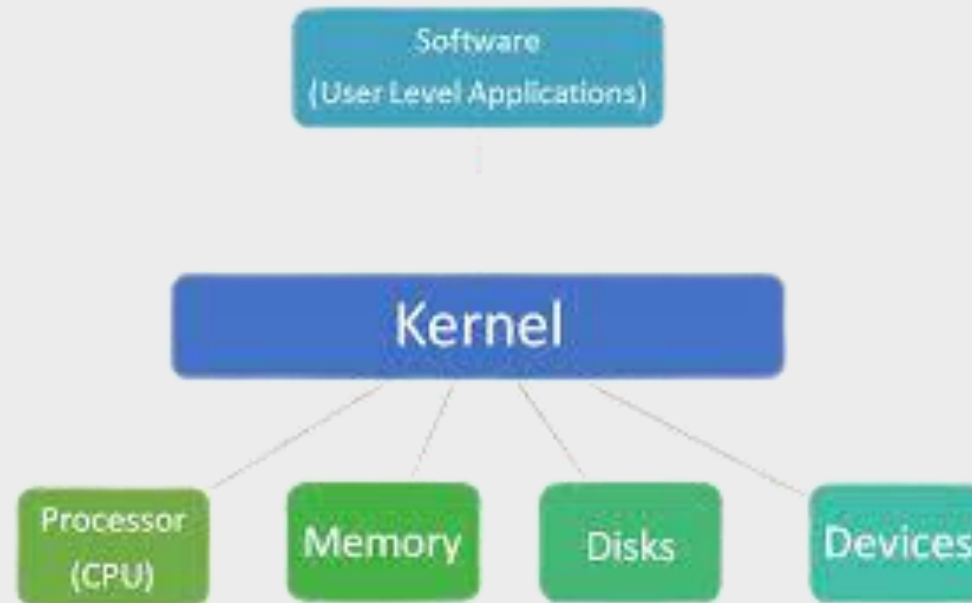 Software
(User Level Applications)
Kernel
Processor
(CPU)
Memory
Disks
Devices